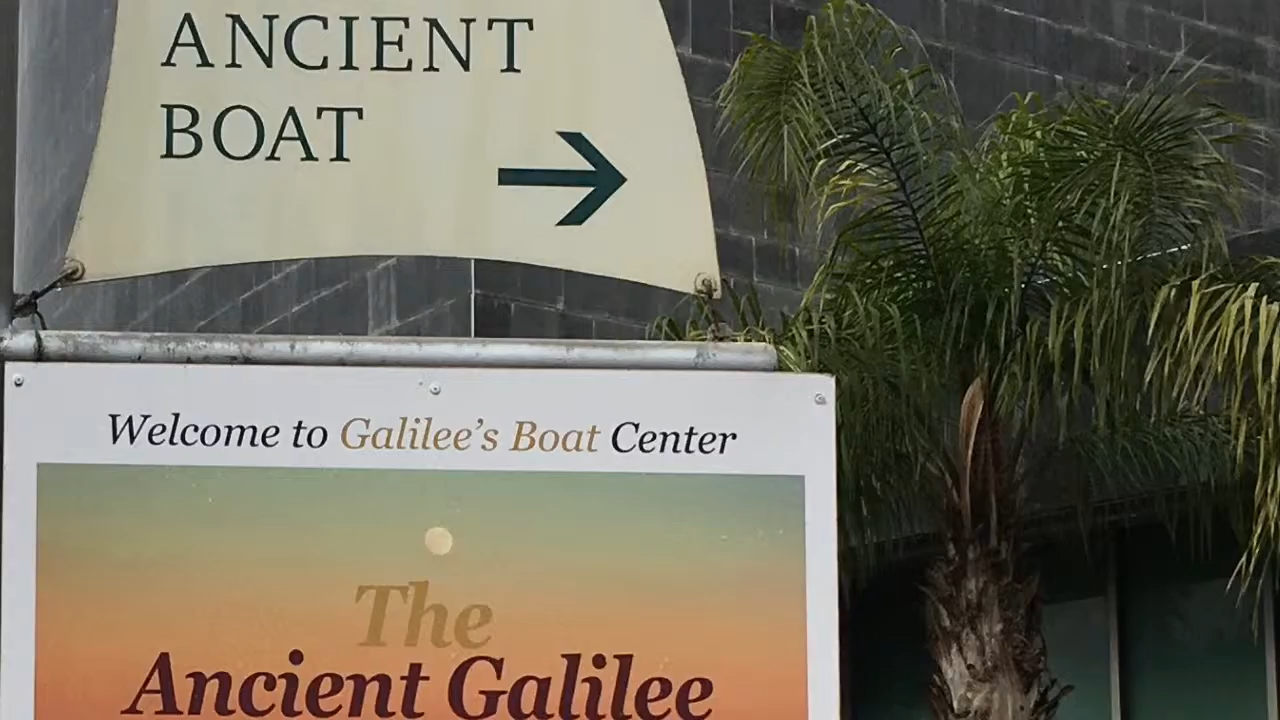 ANCIENT
BOAT
Welcome to Galilee's Boat Center
The
Ancient Galilee